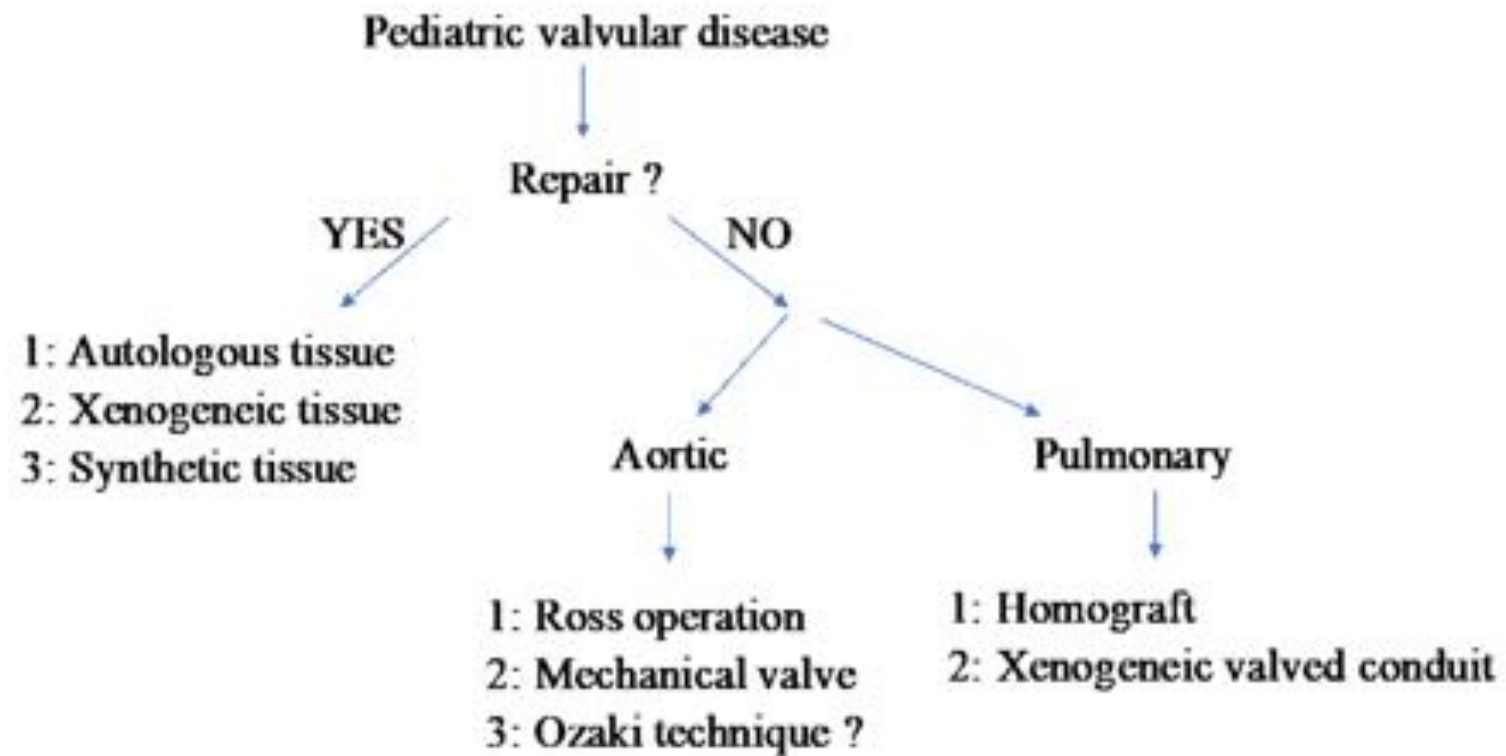 Pediatric valvular disease
Repair ?
YES
NO
1: Autologous tissue
2: Xenogeneic tissue
3: Synthetic tissue
Aortic
Pulmonary
1: Ross operation
2: Mechanical valve
3: Ozaki technique ?
1: Homograft
2: Xenogeneic valved conduit